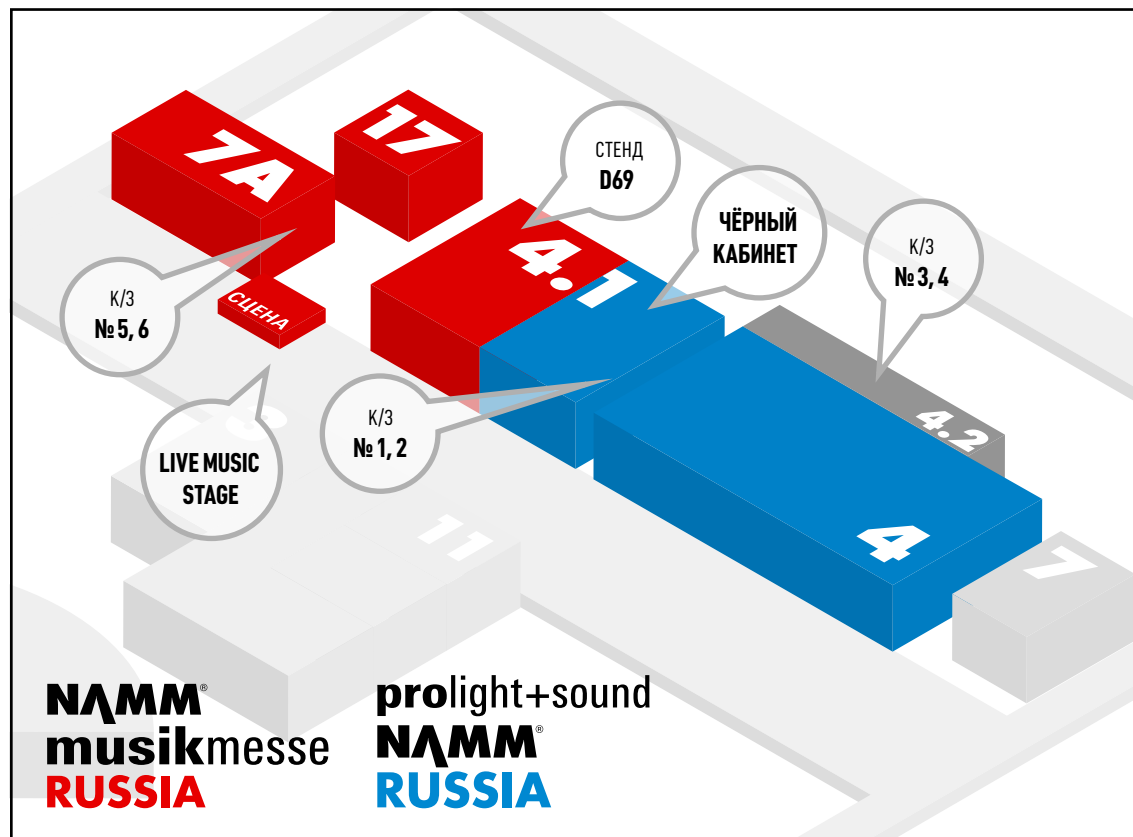 7A
17
СТЕНД
D69
ЧЁРНЫЙ
КАБИНЕТ
К/З
№ 3, 4
4.1
К/З
№ 5, 6
СЦЕНА
К/З
№ 1, 2
4.2
LIVE MUSIC
STAGE
11
4
7
NAMM®
musikmesse
RUSSIA
prolight+sound
NAMM®
RUSSIA